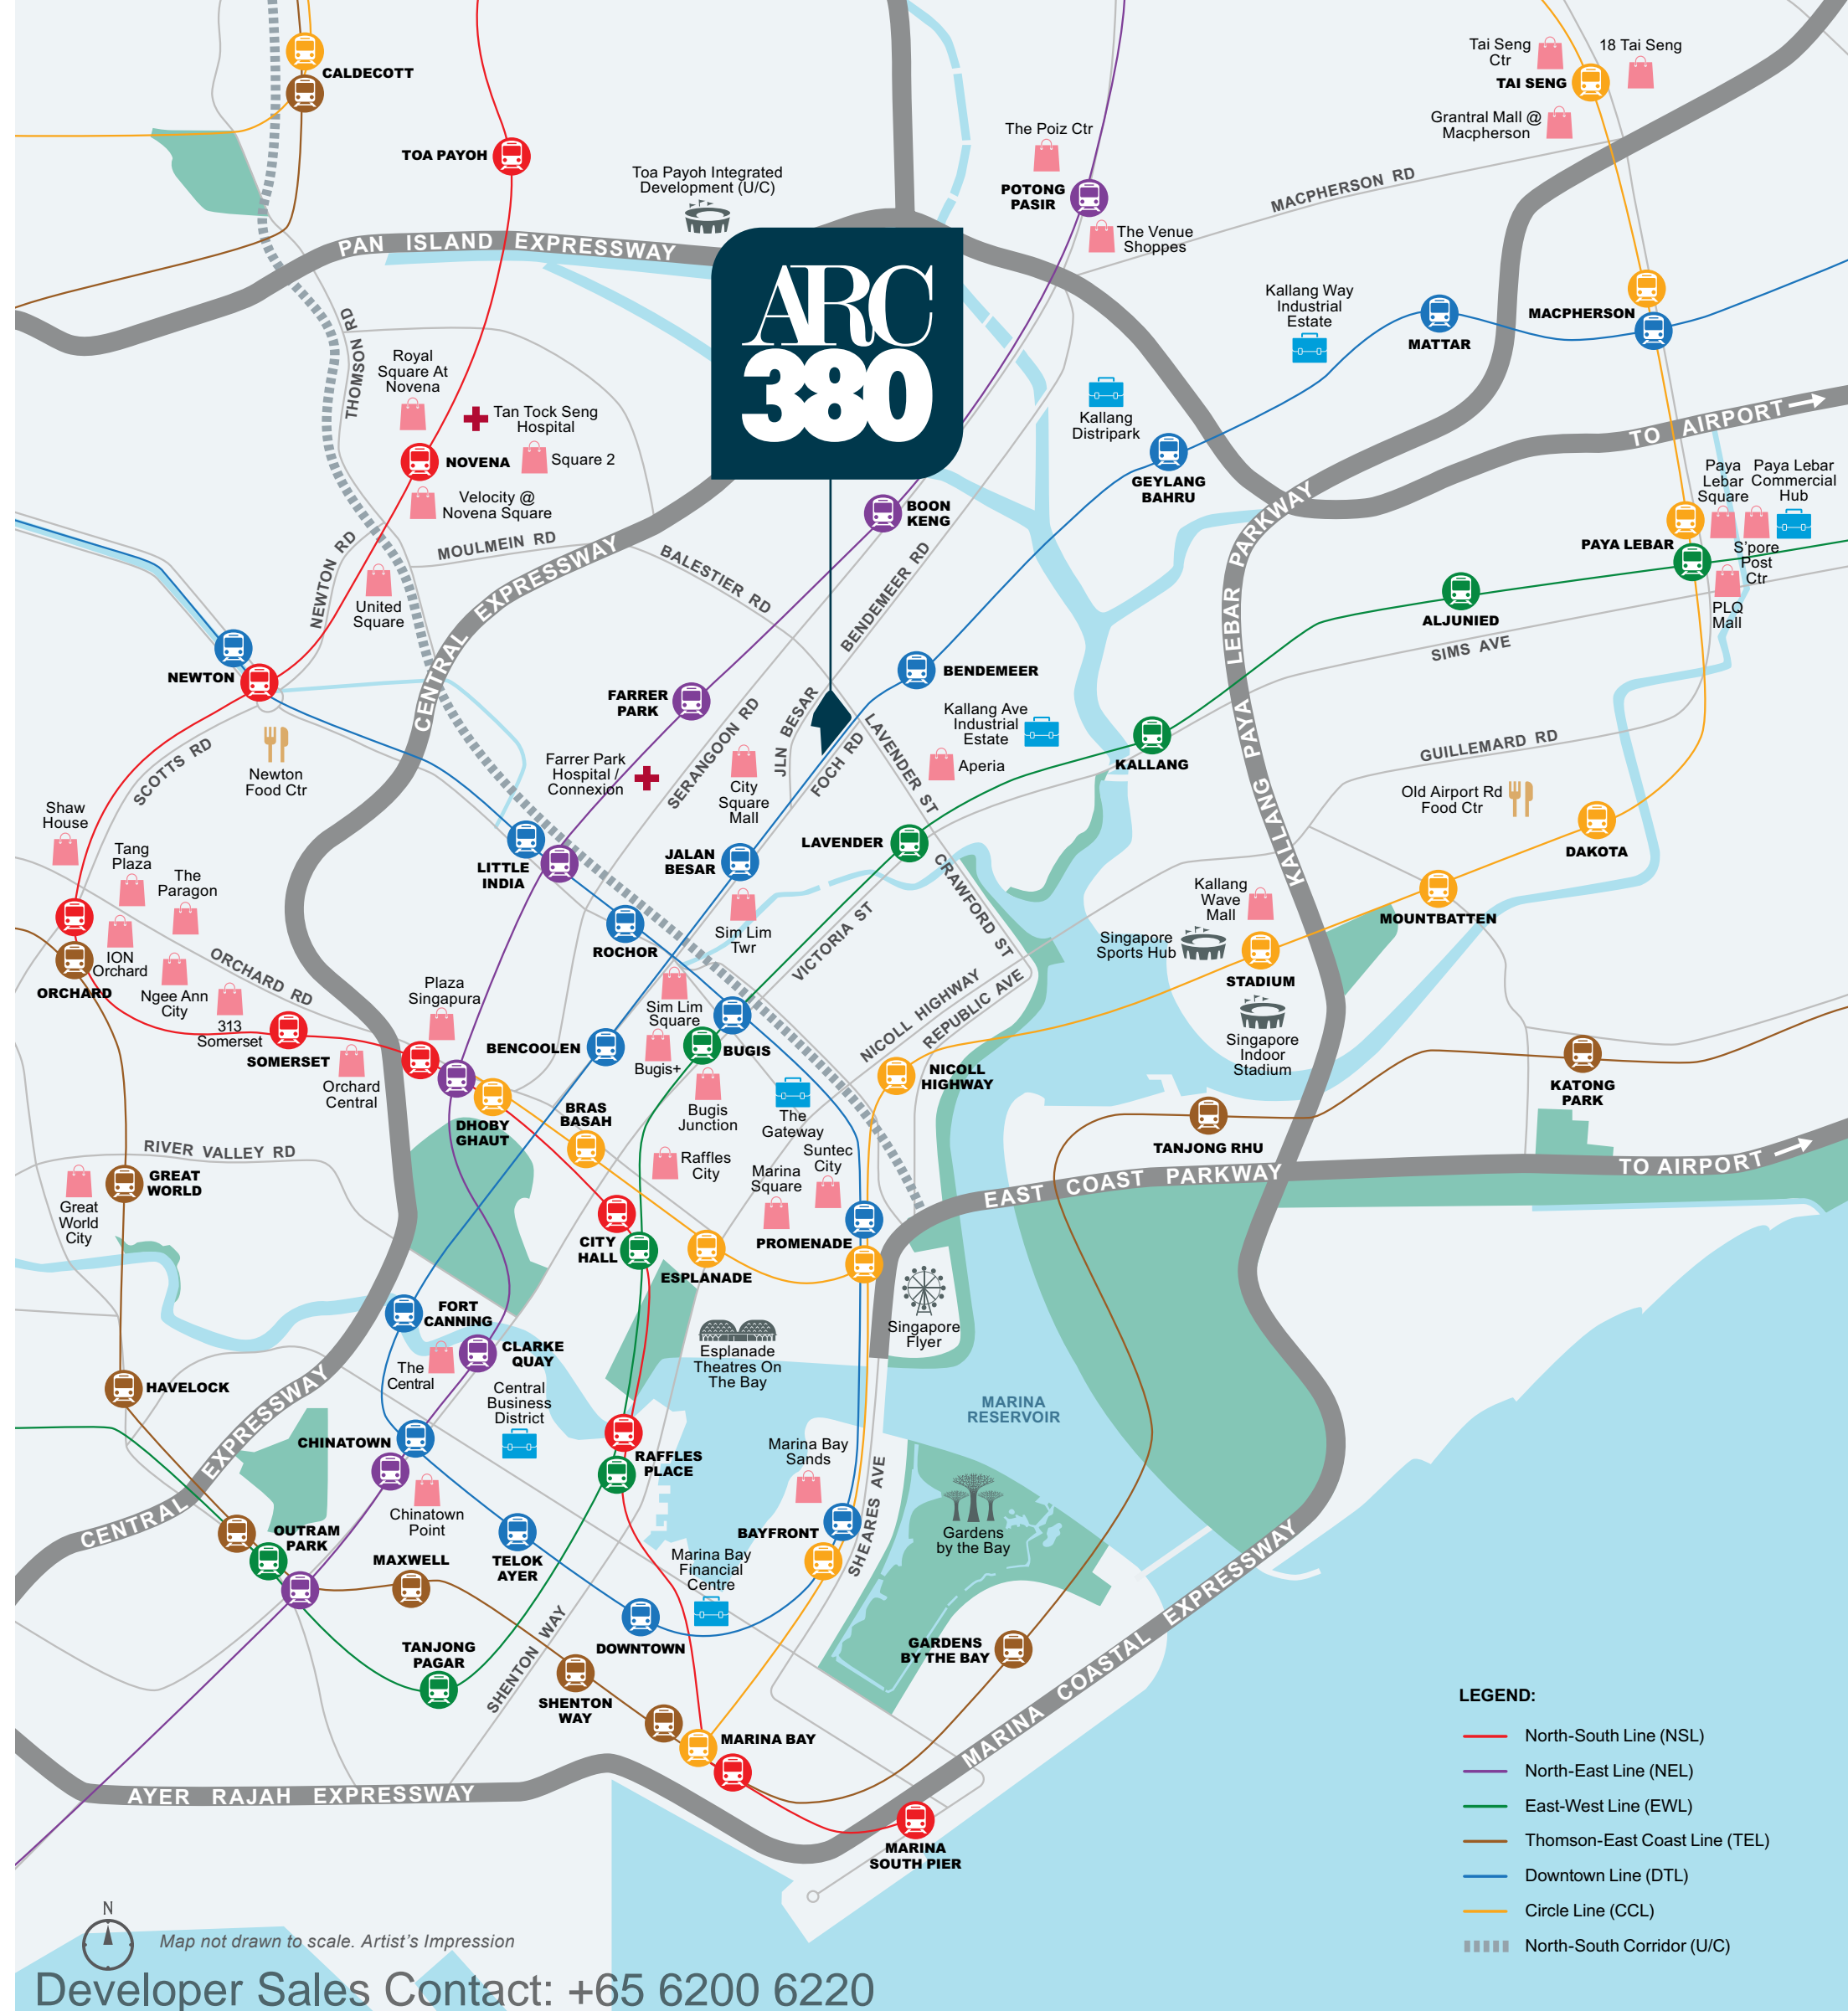 CALDECOTT
TOA PAYOH
Toa Payoh Integrated
Development (U/C)
The Poiz Ctr
POTONG
PASIR
The Venue
Shoppes
MACPHERSON RD
Tai Seng
Ctr
18 Tai Seng
TAI SENG
Grantral Mall @
Macpherson
PAN ISLAND EXPRESSWAY
ARC
380
THOMSON RD
Royal
Square At
Novena
Tan Tock Seng
Hospital
NOVENA
Square 2
Velocity @
Novena Square
Kallang Way
Industrial
Estate
MATTAR
MACPHERSON
Kallang
Distripark
GEYLANG
BAHRU
TO AIRPORT
Paya
Lebar
Square
Paya Lebar
Commercial
Hub
PAYA LEBAR
S'pore
Post
Ctr
PLQ
Mall
BOON
KENG
NEWTON RD
MOULMEIN RD
United
Square
CENTRAL EXPRESSWAY
BALESTIER RD
BENDEMEER RD
KALLANG PAYA LEBAR PARKWAY
ALJUNIED
SIMS AVE
NEWTON
FARRER
PARK
BENDEMEER
SCOTTS RD
Newton
Food Ctr
Farrer Park
Hospital /
Connexion
SERANGOON RD
JLN BESAR
FOCH RD
LAVENDER ST
City
Square
Mall
Kallang Ave
Industrial
Estate
Aperia
KALLANG
GUILLEMARD RD
Old Airport Rd
Food Ctr
DAKOTA
Shaw
House
Tang
Plaza
The
Paragon
LITTLE
INDIA
JALAN
BESAR
LAVENDER
CRAWFORD ST
Kallang
Wave
Mall
MOUNTBATTEN
ORCHARD
ION
Orchard
Ngee Ann
City
313
Somerset
ORCHARD RD
SOMERSET
Orchard
Central
Plaza
Singapura
ROCHOR
Sim Lim
Twr
VICTORIA ST
Sim Lim
Square
BENCOOLEN
Bugis+
BUGIS
NICOLL HIGHWAY
REPUBLIC AVE
Singapore
Sports Hub
STADIUM
Singapore
Indoor
Stadium
NICOLL
HIGHWAY
KATONG
PARK
TANJONG RHU
DHOBY
GHAUT
BRAS
BASAH
Bugis
Junction
The
Gateway
Suntec
City
Raffles
City
Marina
Square
RIVER VALLEY RD
GREAT
WORLD
Great
World
City
EAST COAST PARKWAY
TO AIRPORT
CITY
HALL
ESPLANADE
PROMENADE
FORT
CANNING
The
Central
CLARKE
QUAY
Singapore
Flyer
Esplanade
Theatres On
The Bay
HAVELOCK
Central
Business
District
MARINA
RESERVOIR
CENTRAL EXPRESSWAY
CHINATOWN
Chinatown
Point
RAFFLES
PLACE
Marina Bay
Sands
SHEARES AVE
Gardens
by the Bay
OUTRAM
PARK
MAXWELL
TELOK
AYER
BAYFRONT
Marina Bay
Financial
Centre
DOWNTOWN
TANJONG
PAGAR
SHENTON WAY
SHENTON
WAY
GARDENS
BY THE BAY
MARINA COASTAL EXPRESSWAY
MARINA BAY
AYER RAJAH EXPRESSWAY
MARINA
SOUTH PIER
LEGEND:
North-South Line (NSL)
North-East Line (NEL)
East-West Line (EWL)
Thomson-East Coast Line (TEL)
Downtown Line (DTL)
Circle Line (CCL)
North-South Corridor (U/C)
N
Map not drawn to scale. Artist's Impression
Developer Sales Contact: +65 6200 6220